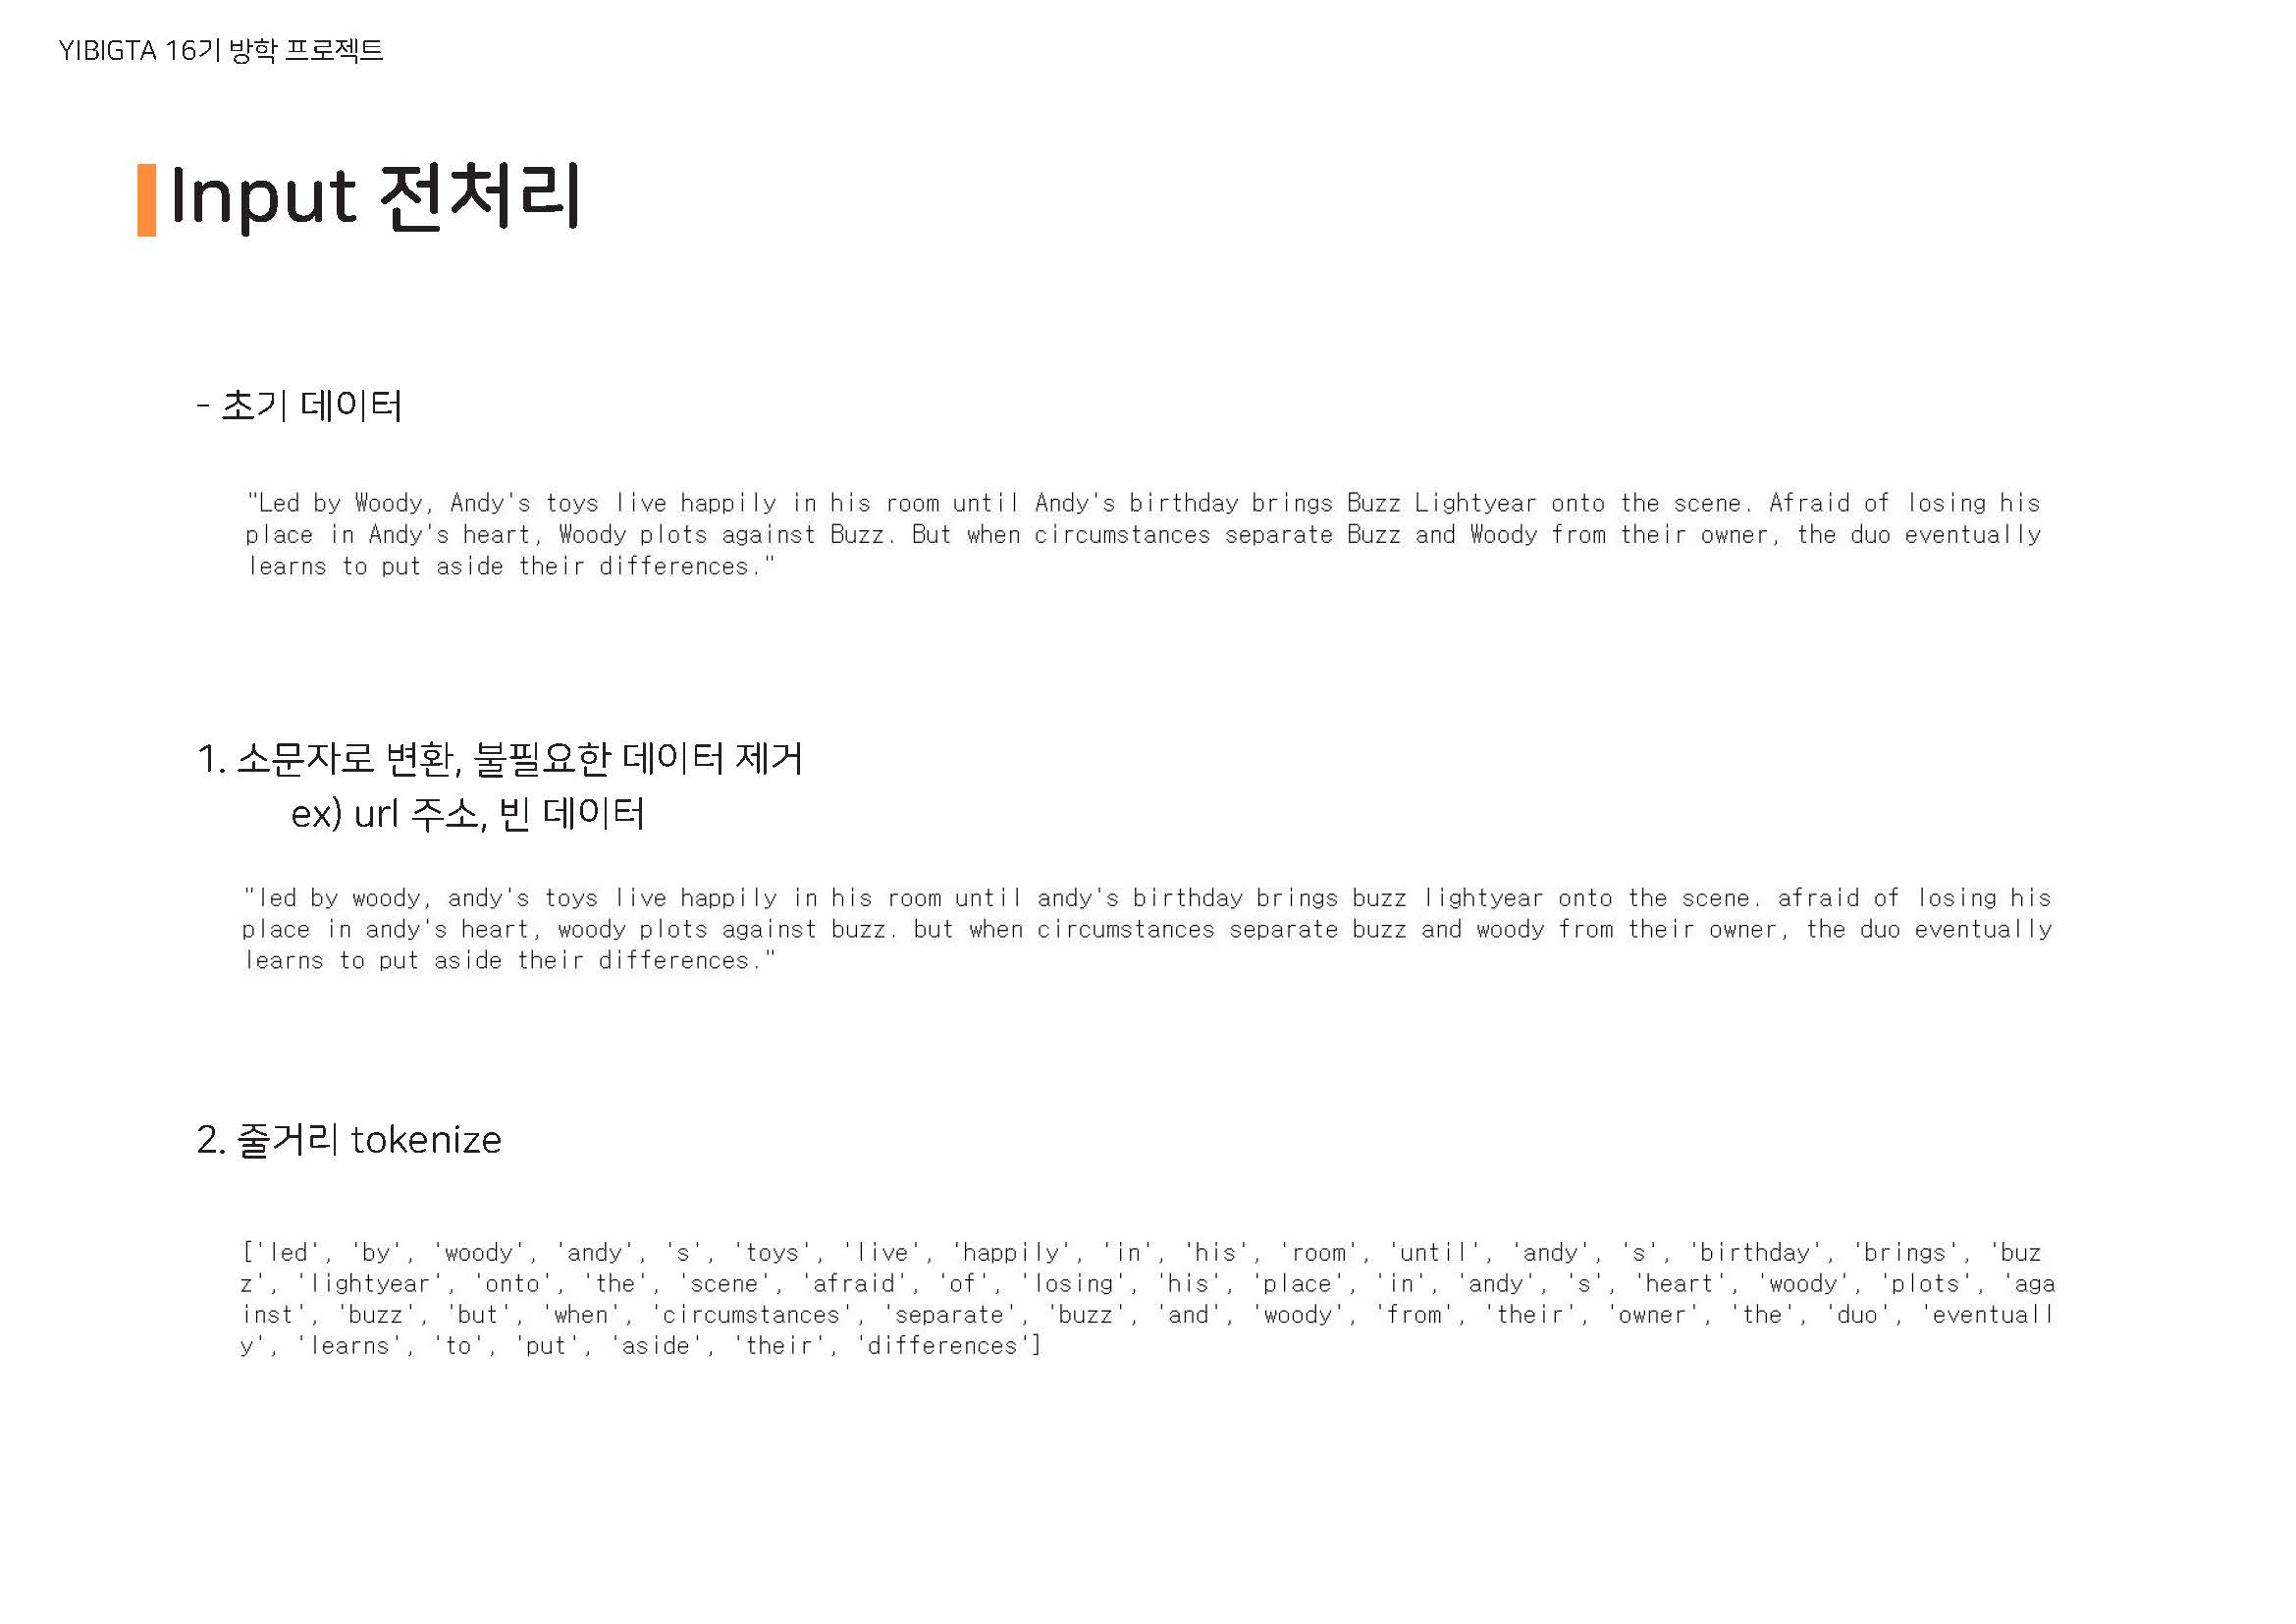 YIBIGTA 16기 방학 프로젝트
Input 전처리
- 초기 데이터
"Led by Woody, Andy's toys live happily in his room until Andy's birthday brings Buzz Lightyear onto the scene. Afraid of losing his
place in Andy's heart, Woody plots against Buzz. But when circumstances separate Buzz and Woody from their owner, the duo eventually
learns to put aside their differences."
1. 소문자로 변환, 불필요한 데이터 제거
ex) url 주소, 빈 데이터
"led by woody, andy's toys live happily in his room until andy's birthday brings buzz lightyear onto the scene. afraid of losing his
place in andy's heart, woody plots against buzz. but when circumstances separate buzz and woody from their owner, the duo eventually
learns to put aside their differences."
2. 줄거리 tokenize
['led', 'by', 'woody', 'andy', 's', 'toys', 'live', 'happily', 'in', 'his', 'room', 'until', 'andy', 's', 'birthday', 'brings', 'buz
z', 'lightyear', 'onto', 'the', 'scene', 'afraid', 'of', 'losing', 'his', 'place', 'in', 'andy', 's', 'heart', 'woody', 'plots', 'aga
inst', 'buzz', 'but', 'when', 'circumstances', 'separate', 'buzz', 'and', 'woody', 'from', 'their', 'owner', 'the', 'duo', 'eventuall
y', 'learns', 'to', 'put', 'aside', 'their', 'differences']